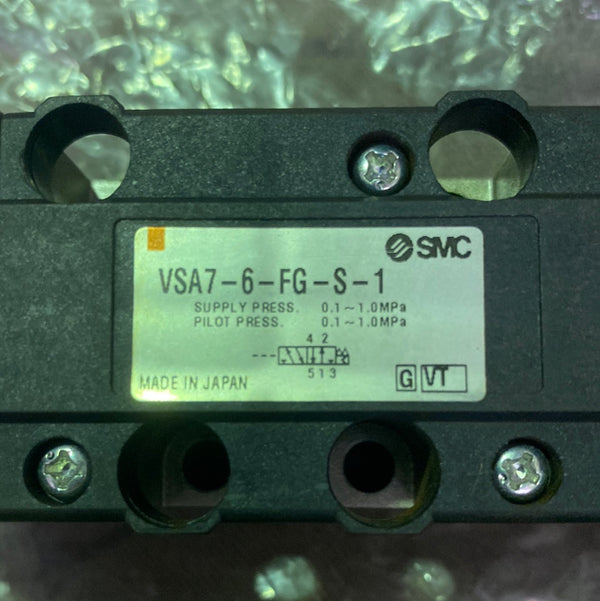 SMC
VSA7-6-FG-S-1
SUPPLY PRESS. 0.1~1.0MPa
PILOT PRESS. 0.1~1.0MPa
4 2
5 1 3
MADE IN JAPAN
G VT